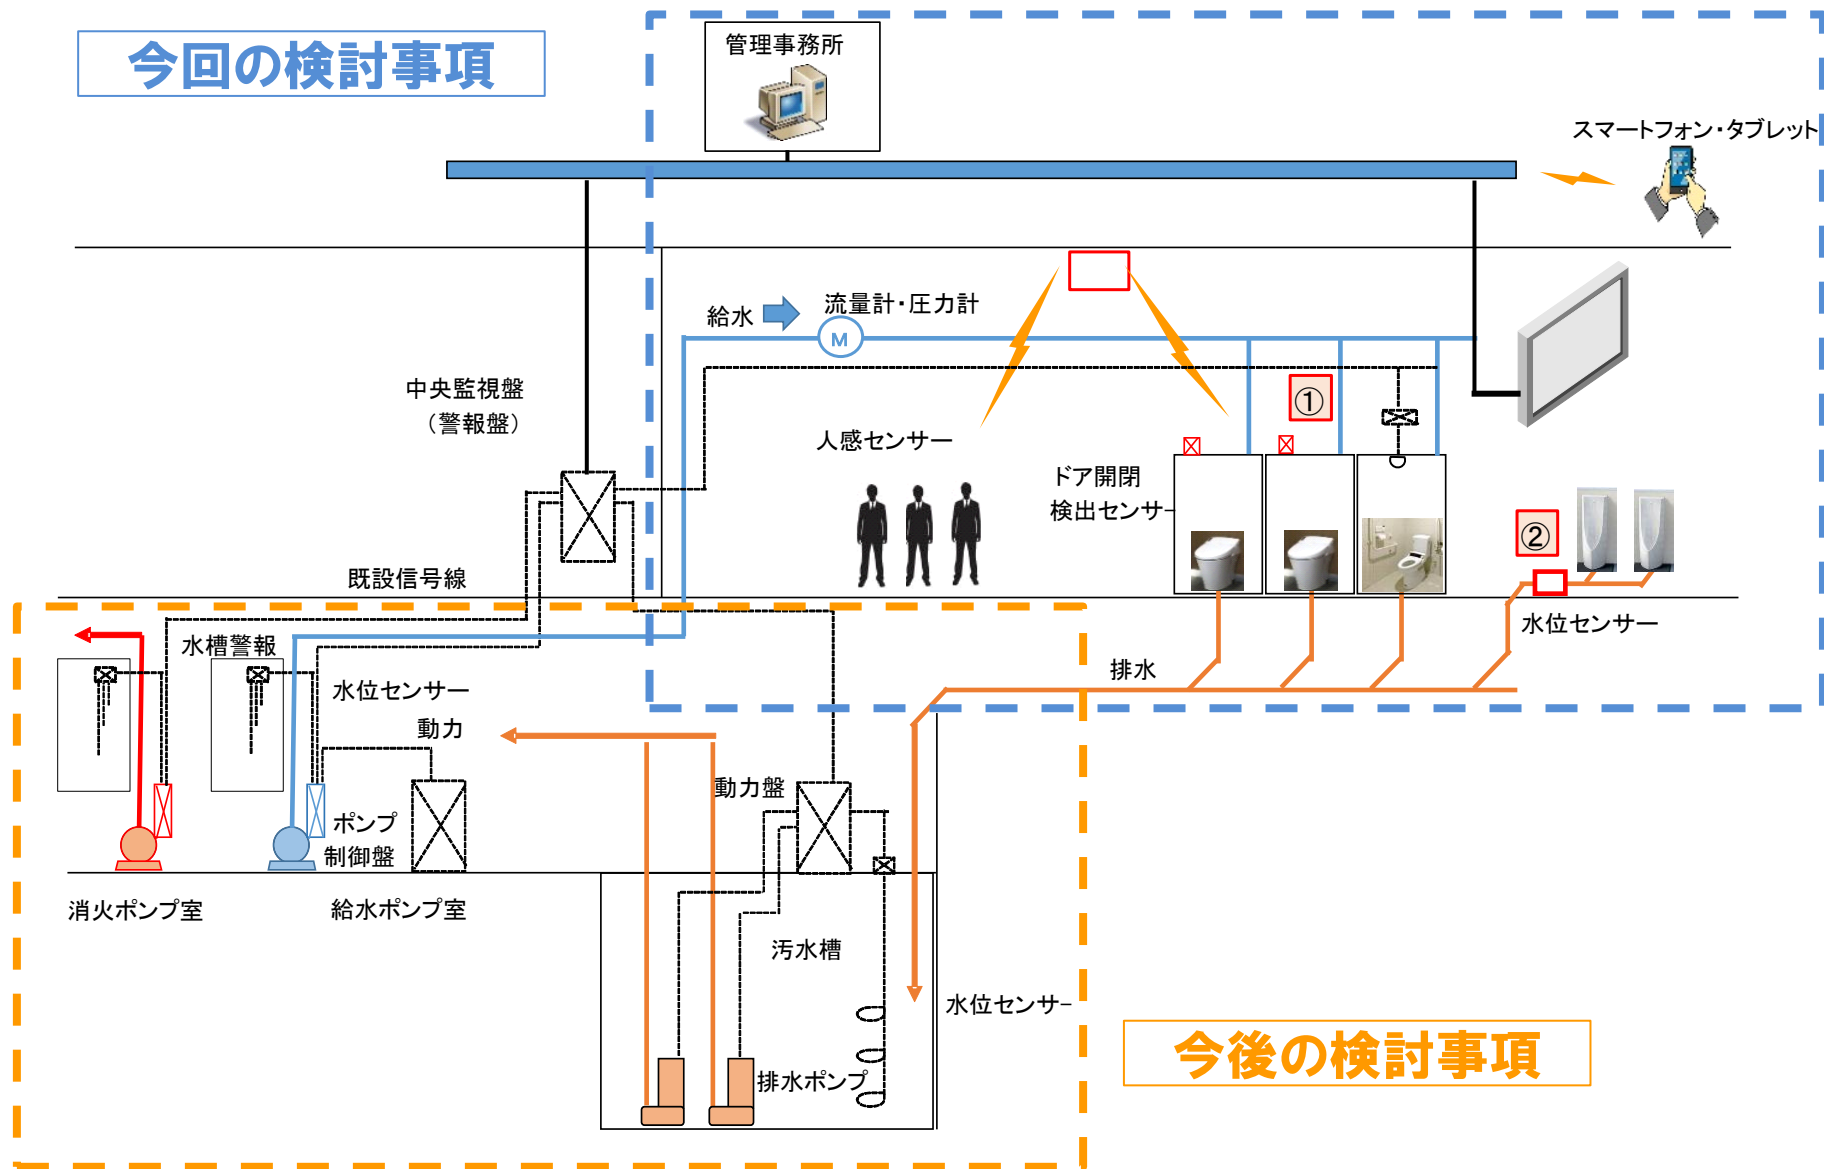 今回の検討事項
管理事務所
スマートフォン・タブレット
給水
流量計・圧力計
M
中央監視盤
（警報盤）
①
人感センサー
ドア開閉
検出センサー
②
既設信号線
水位センサー
水槽警報
排水
水位センサー
動力
動力盤
ポンプ
制御盤
消火ポンプ室
給水ポンプ室
汚水槽
水位センサー
排水ポンプ
今後の検討事項